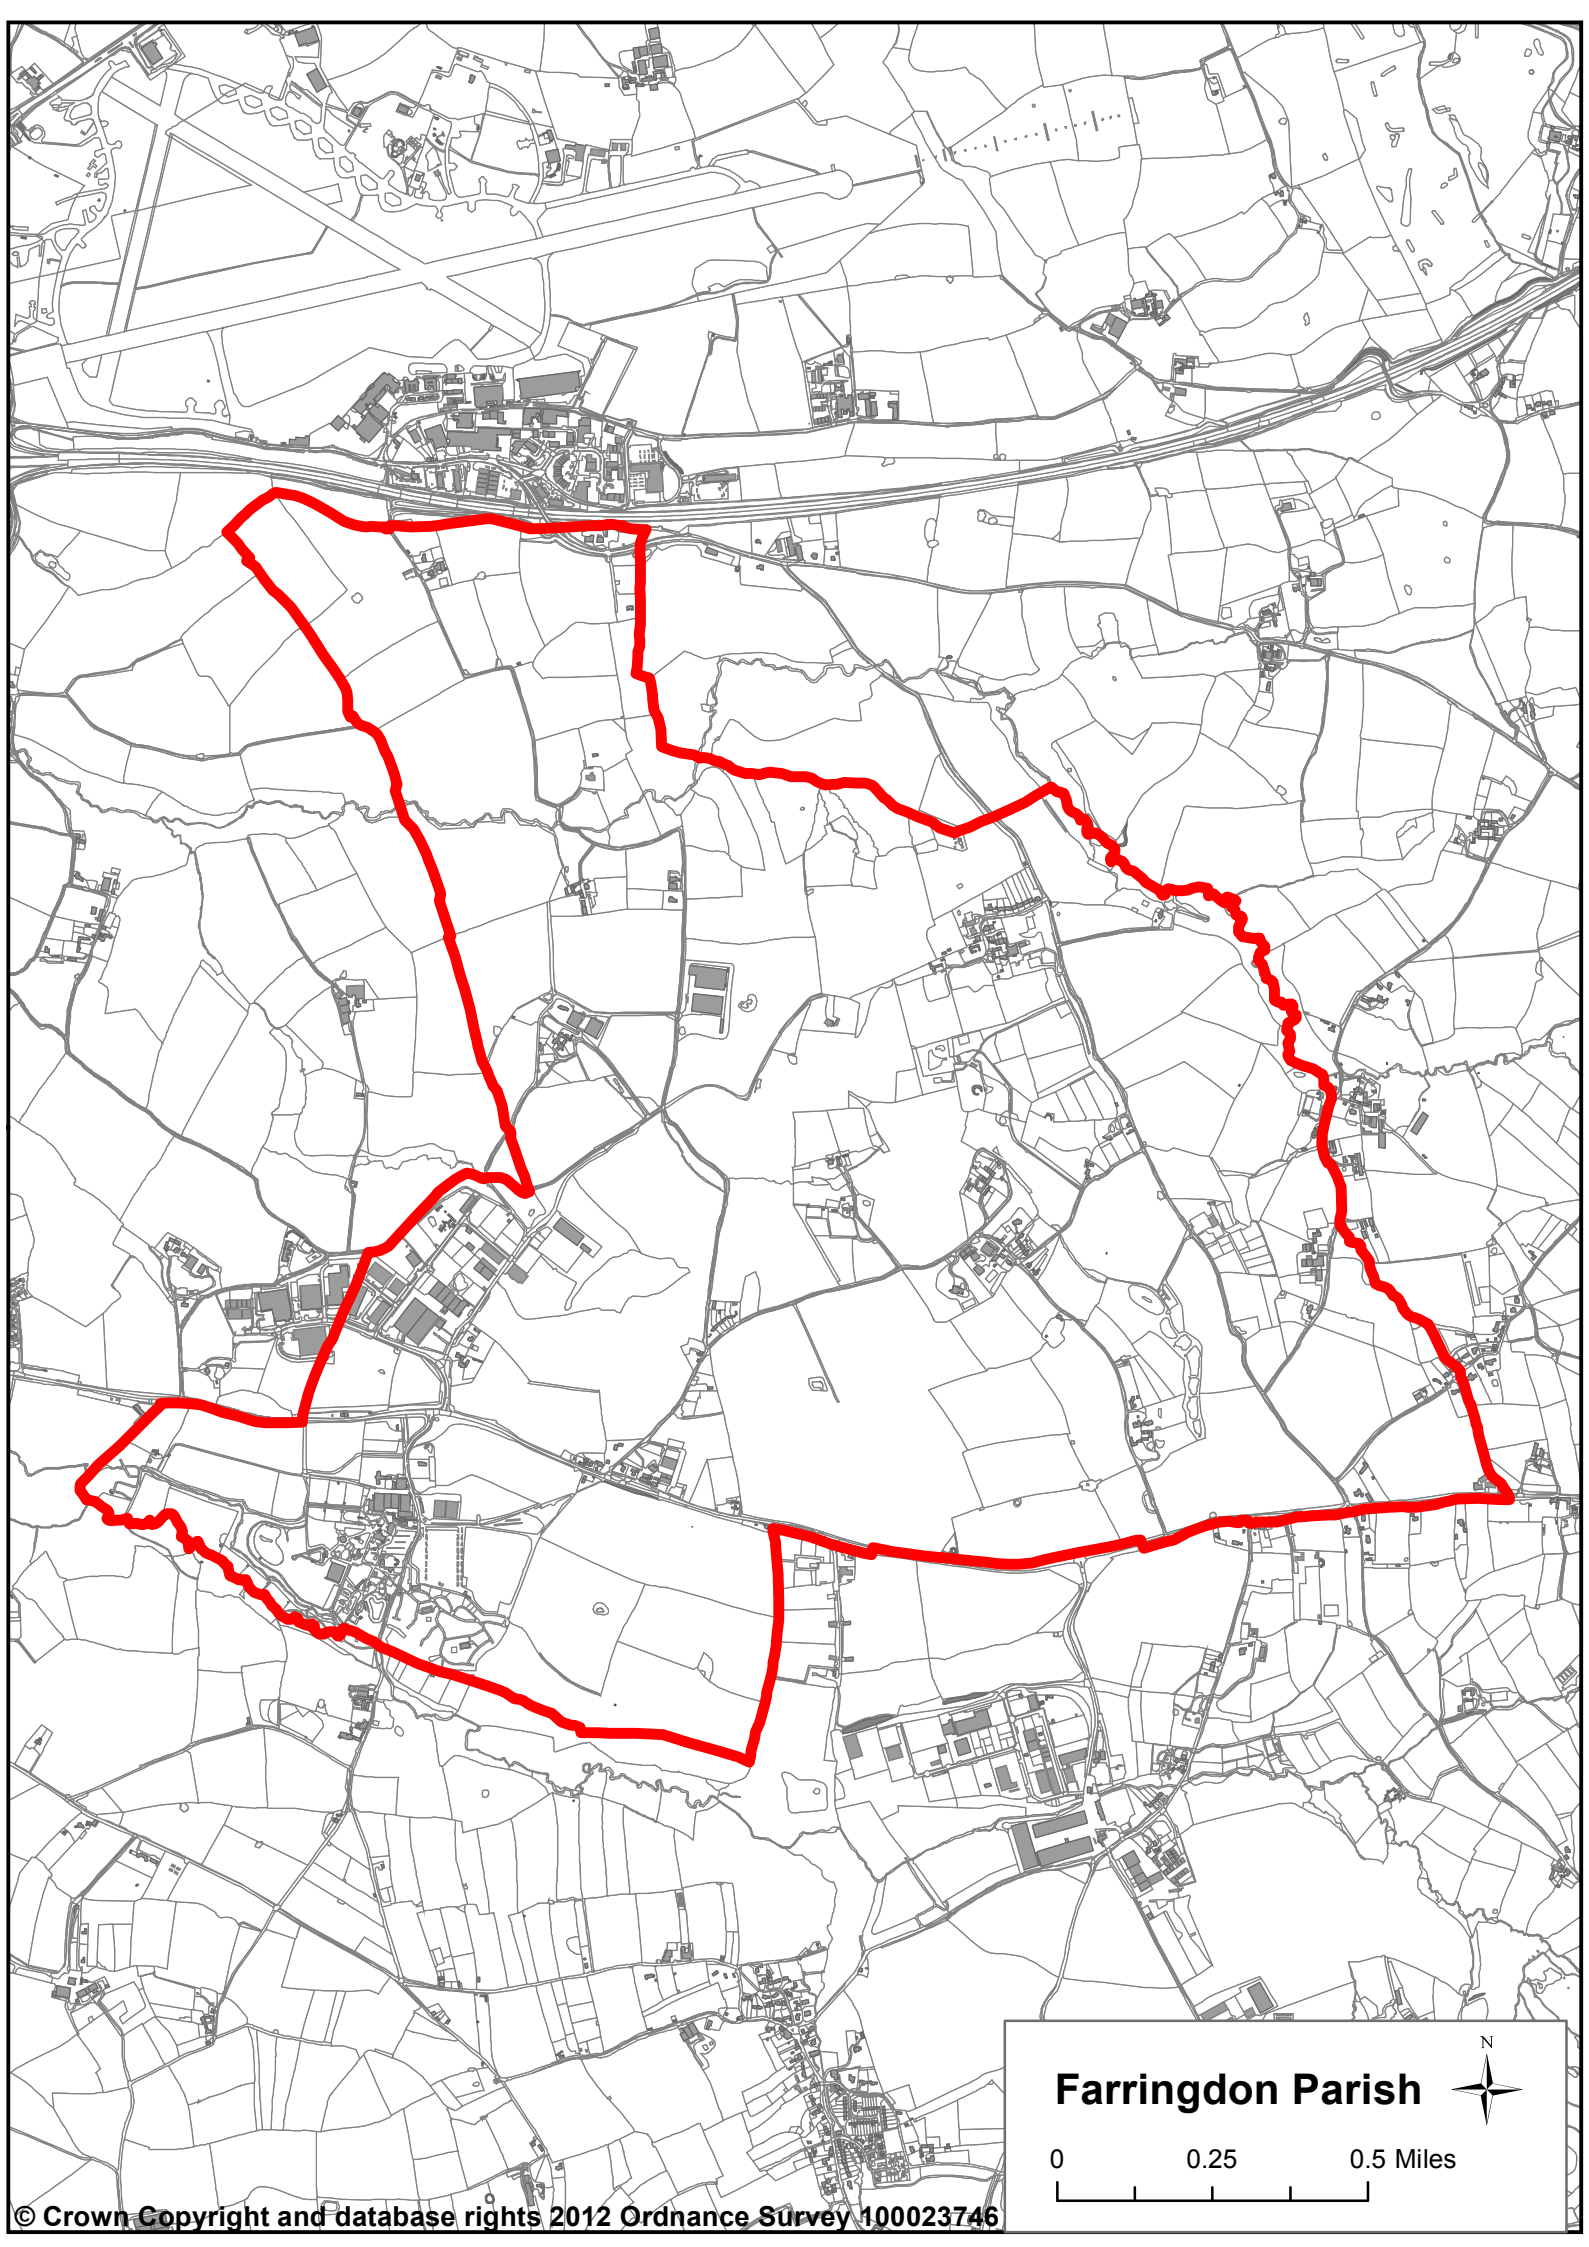 N
Farringdon Parish
0 0.25 0.5 Miles
© Crown Copyright and database rights 2012 Ordnance Survey 100023746